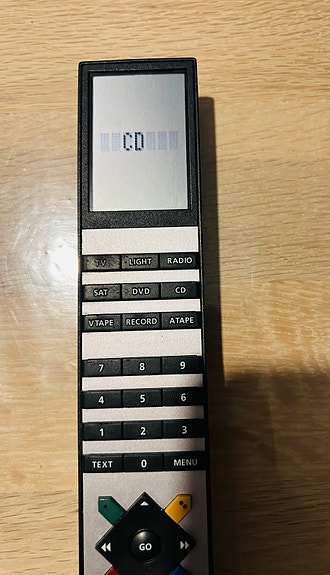 CD
TV LIGHT RADIO
SAT DVD CD
VTAPE RECORD ATAPE
7 8 9
4 5 6
1 2 3
TEXT 0 MENU
GO